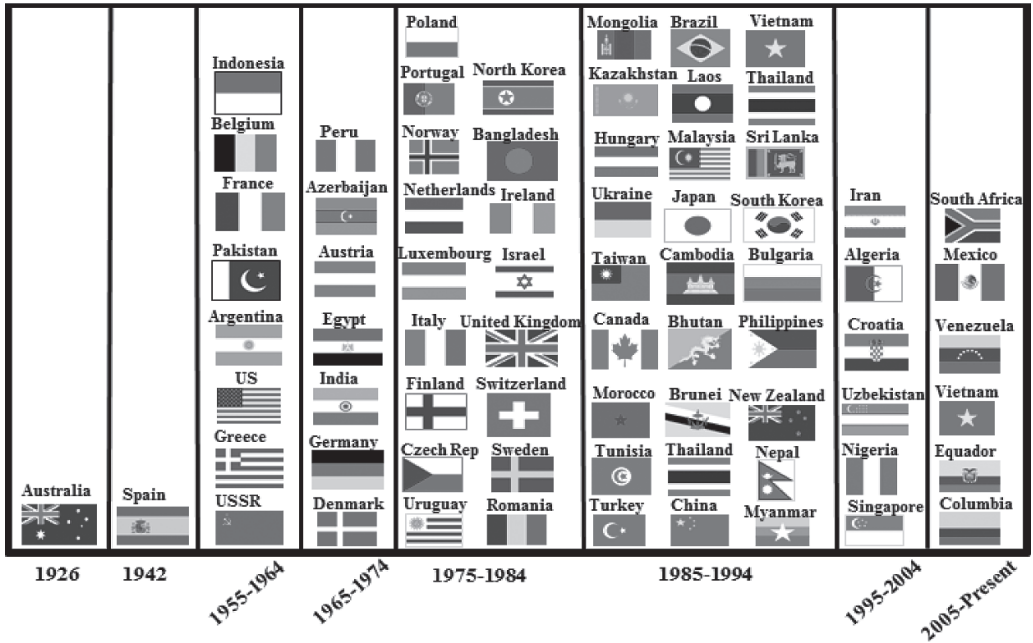 Australia
1926
Spain
1942
Indonesia
Belgium
France
Pakistan
Argentina
US
Greece
USSR
1955-1964
Peru
Azerbaijan
Austria
Egypt
India
Germany
Denmark
1965-1974
Poland
Portugal North Korea
Norway Bangladesh
Netherlands Ireland
Luxembourg Israel
Italy United Kingdom
Finland Switzerland
Czech Rep Sweden
Uruguay Romania
1975-1984
Mongolia Brazil Vietnam
Kazakhstan Laos Thailand
Hungary Malaysia Sri Lanka
Ukraine Japan South Korea
Taiwan Cambodia Bulgaria
Canada Bhutan Philippines
Morocco Brunei New Zealand
Tunisia Thailand Nepal
Turkey China Myanmar
1985-1994
Iran
Algeria
Croatia
Uzbekistan
Nigeria
Singapore
1995-2004
South Africa
Mexico
Venezuela
Vietnam
Equador
Columbia
2005-Present